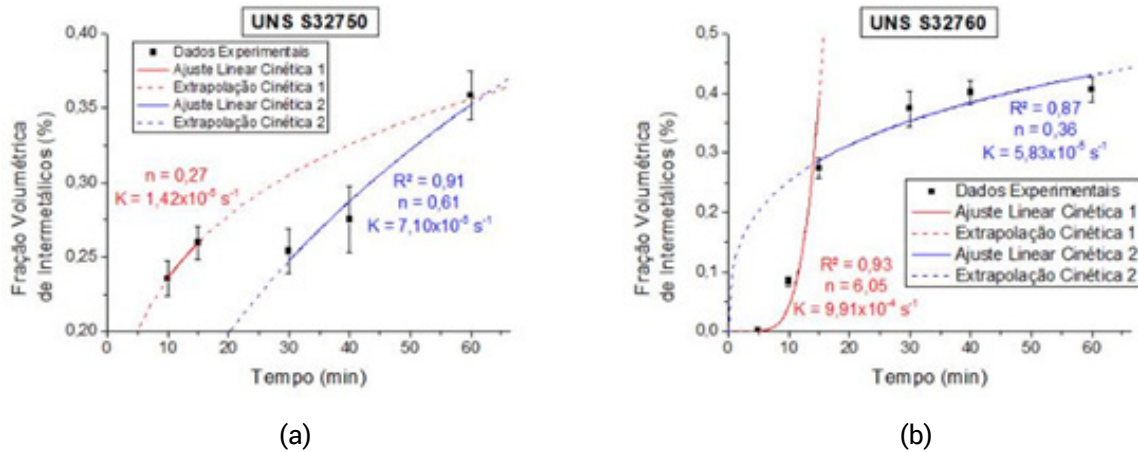 UNS S32750
0,40
0,35
0,30
0,25
0,20
Fração Volumétrica
de Intermetálicos (%)
Dados Experimentais
Ajuste Linear Cinética 1
Extrapolação Cinética 1
Ajuste Linear Cinética 2
Extrapolação Cinética 2
n = 0,27
K = 1,42x10⁻⁵ s⁻¹
R² = 0,91
n = 0,61
K = 7,10x10⁻⁵ s⁻¹
0 10 20 30 40 50 60
Tempo (min)
(a)
UNS S32760
0,5
0,4
0,3
0,2
0,1
0,0
Fração Volumétrica
de Intermetálicos (%)
R² = 0,87
n = 0,36
K = 5,83x10⁻⁵ s⁻¹
Dados Experimentais
Ajuste Linear Cinética 1
Extrapolação Cinética 1
Ajuste Linear Cinética 2
Extrapolação Cinética 2
R² = 0,93
n = 6,05
K = 9,91x10⁻⁴ s⁻¹
0 10 20 30 40 50 60
Tempo (min)
(b)